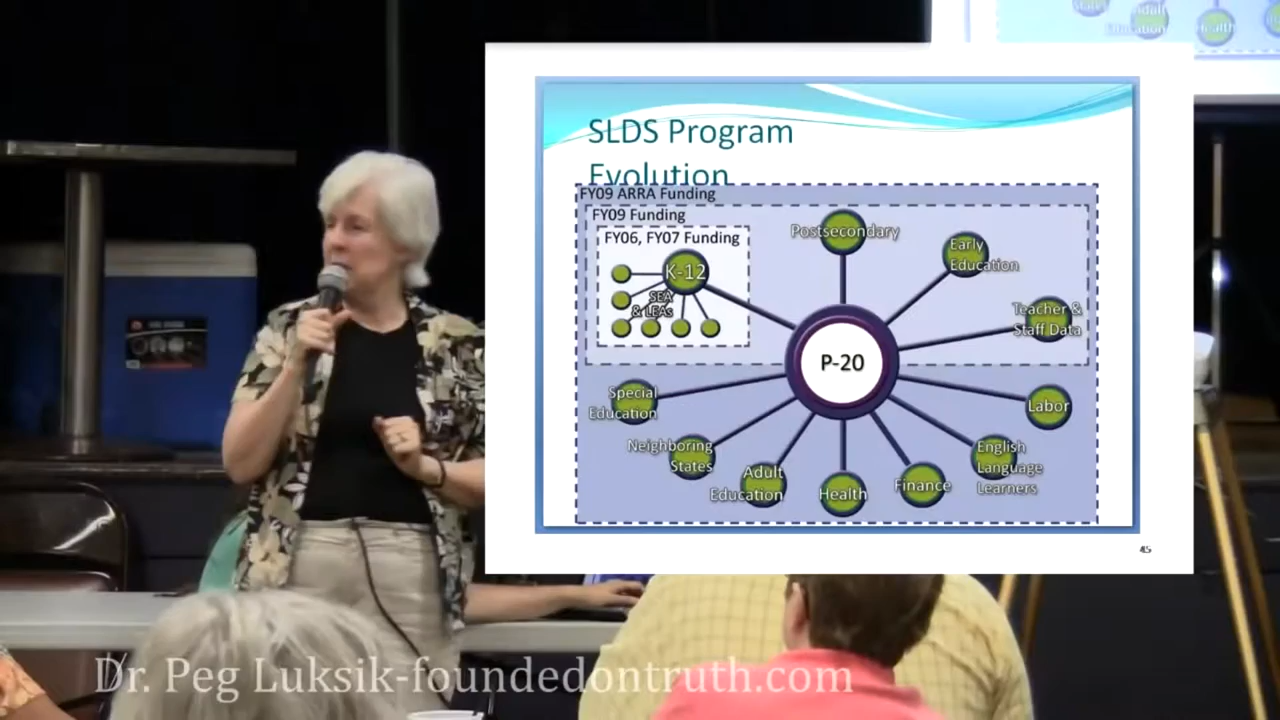 SLDS Program
Evolution
FY09 ARRA Funding
FY09 Funding
FY06, FY07 Funding
K-12
SEA
& LEAs
Postsecondary
Early
Education
Teacher &
Staff Data
P-20
Special
Education
Labor
Neighboring
States
English
Language
Learners
Adult
Education
Health
Finance
Dr. Peg Luksik-foundedontruth.com